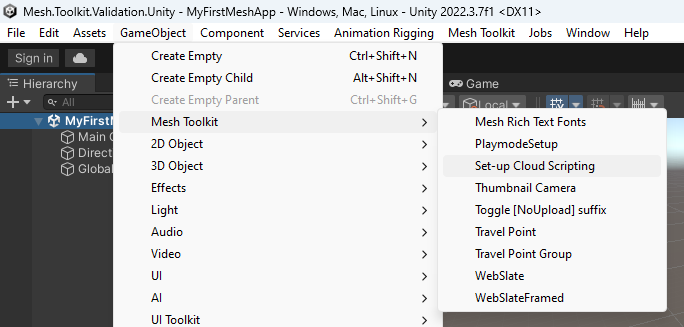 Mesh.Toolkit.Validation.Unity - MyFirstMeshApp - Windows, Mac, Linux - Unity 2022.3.7f1 <DX11>
File Edit Assets GameObject Component Services Animation Rigging Mesh Toolkit Jobs Window Help
Sign in
Hierarchy
All
MyFirstM
Main C
Direct
Global
Create Empty Ctrl+Shift+N
Create Empty Child Alt+Shift+N
Create Empty Parent Ctrl+Shift+G
Mesh Toolkit
2D Object
3D Object
Effects
Light
Audio
Video
UI
AI
UI Toolkit
Game
Local
Mesh Rich Text Fonts
PlaymodeSetup
Set-up Cloud Scripting
Thumbnail Camera
Toggle [NoUpload] suffix
Travel Point
Travel Point Group
WebSlate
WebSlateFramed